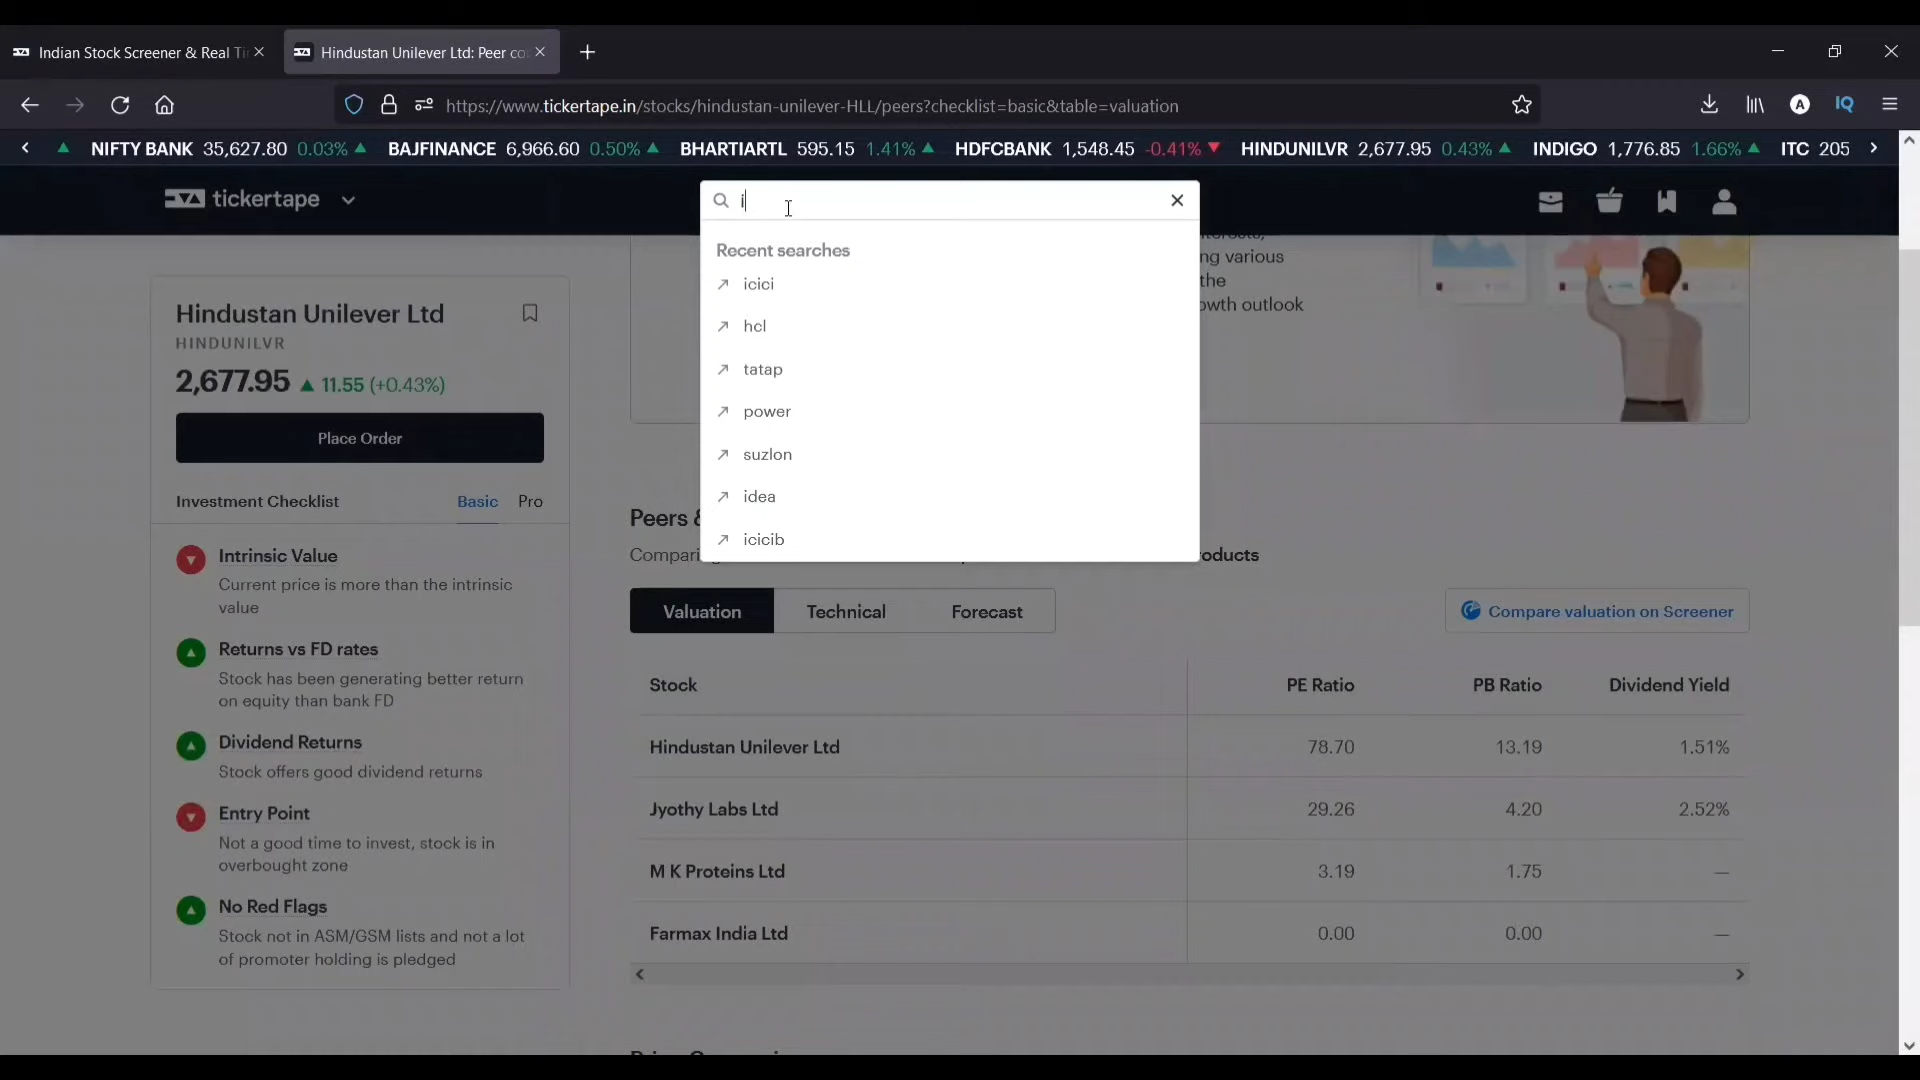 Indian Stock Screener & Real Ti
Hindustan Unilever Ltd: Peer co
https://www.tickertape.in/stocks/hindustan-unilever-HLL/peers?checklist=basic&table=valuation
A
IQ
NIFTY BANK 35,627.80 0.03% BAJFINANCE 6,966.60 0.50% BHARTIARTL 595.15 1.41% HDFCBANK 1,548.45 -0.41% HINDUNILVR 2,677.95 0.43% INDIGO 1,776.85 1.66% ITC 205
tickertape
i
Recent searches
icici
hcl
tatap
power
suzlon
idea
icicib
ng various
the
wth outlook
Hindustan Unilever Ltd
HINDUNILVR
2,677.95 11.55 (+0.43%)
Place Order
Investment Checklist Basic Pro
Intrinsic Value
Current price is more than the intrinsic
value
Returns vs FD rates
Stock has been generating better return
on equity than bank FD
Dividend Returns
Stock offers good dividend returns
Entry Point
Not a good time to invest, stock is in
overbought zone
No Red Flags
Stock not in ASM/GSM lists and not a lot
of promoter holding is pledged
Peers &
Compari
oducts
Valuation Technical Forecast
Compare valuation on Screener
Stock PE Ratio PB Ratio Dividend Yield
Hindustan Unilever Ltd 78.70 13.19 1.51%
Jyothy Labs Ltd 29.26 4.20 2.52%
M K Proteins Ltd 3.19 1.75 —
Farmax India Ltd 0.00 0.00 —